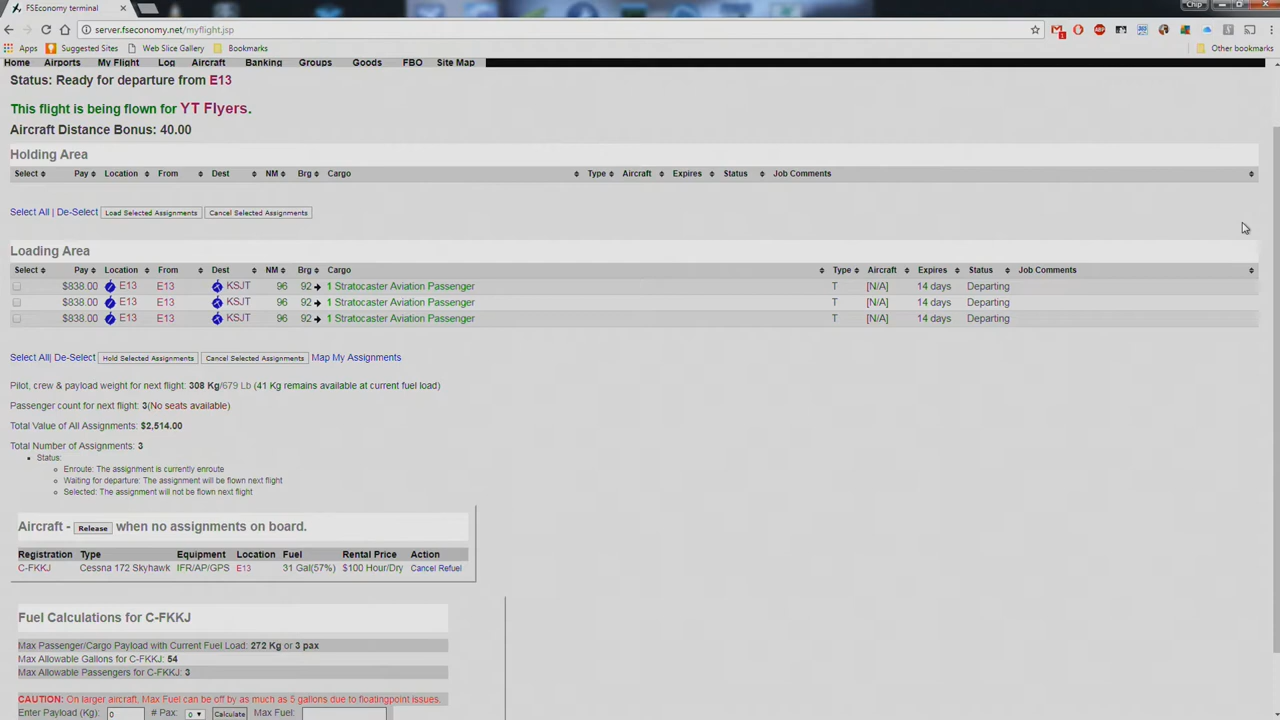 FSEconomy terminal
Chip
server.fseconomy.net/myflight.jsp
Apps Suggested Sites Web Slice Gallery Bookmarks Other bookmarks
Home Airports My Flight Log Aircraft Banking Groups Goods FBO Site Map
Status: Ready for departure from E13
This flight is being flown for YT Flyers.
Aircraft Distance Bonus: 40.00
Holding Area
Select Pay Location From Dest NM Brg Cargo Type Aircraft Expires Status Job Comments
Select All | De-Select Load Selected Assignments Cancel Selected Assignments
Loading Area
Select Pay Location From Dest NM Brg Cargo Type Aircraft Expires Status Job Comments
$838.00 E13 E13 KSJT 96 92 1 Stratocaster Aviation Passenger T [N/A] 14 days Departing
$838.00 E13 E13 KSJT 96 92 1 Stratocaster Aviation Passenger T [N/A] 14 days Departing
$838.00 E13 E13 KSJT 96 92 1 Stratocaster Aviation Passenger T [N/A] 14 days Departing
Select All| De-Select Hold Selected Assignments Cancel Selected Assignments Map My Assignments
Pilot, crew & payload weight for next flight: 308 Kg/679 Lb (41 Kg remains available at current fuel load)
Passenger count for next flight: 3(No seats available)
Total Value of All Assignments: $2,514.00
Total Number of Assignments: 3
Status:
Enroute: The assignment is currently enroute
Waiting for departure: The assignment will be flown next flight
Selected: The assignment will not be flown next flight
Aircraft - Release when no assignments on board.
Registration Type Equipment Location Fuel Rental Price Action
C-FKKJ Cessna 172 Skyhawk IFR/AP/GPS E13 31 Gal(57%) $100 Hour/Dry Cancel Refuel
Fuel Calculations for C-FKKJ
Max Passenger/Cargo Payload with Current Fuel Load: 272 Kg or 3 pax
Max Allowable Gallons for C-FKKJ: 54
Max Allowable Passengers for C-FKKJ: 3
CAUTION: On larger aircraft. Max Fuel can be off by as much as 5 gallons due to floatingpoint issues.
Enter Payload (Kg): 0 # Pax: 0 Calculate Max Fuel: